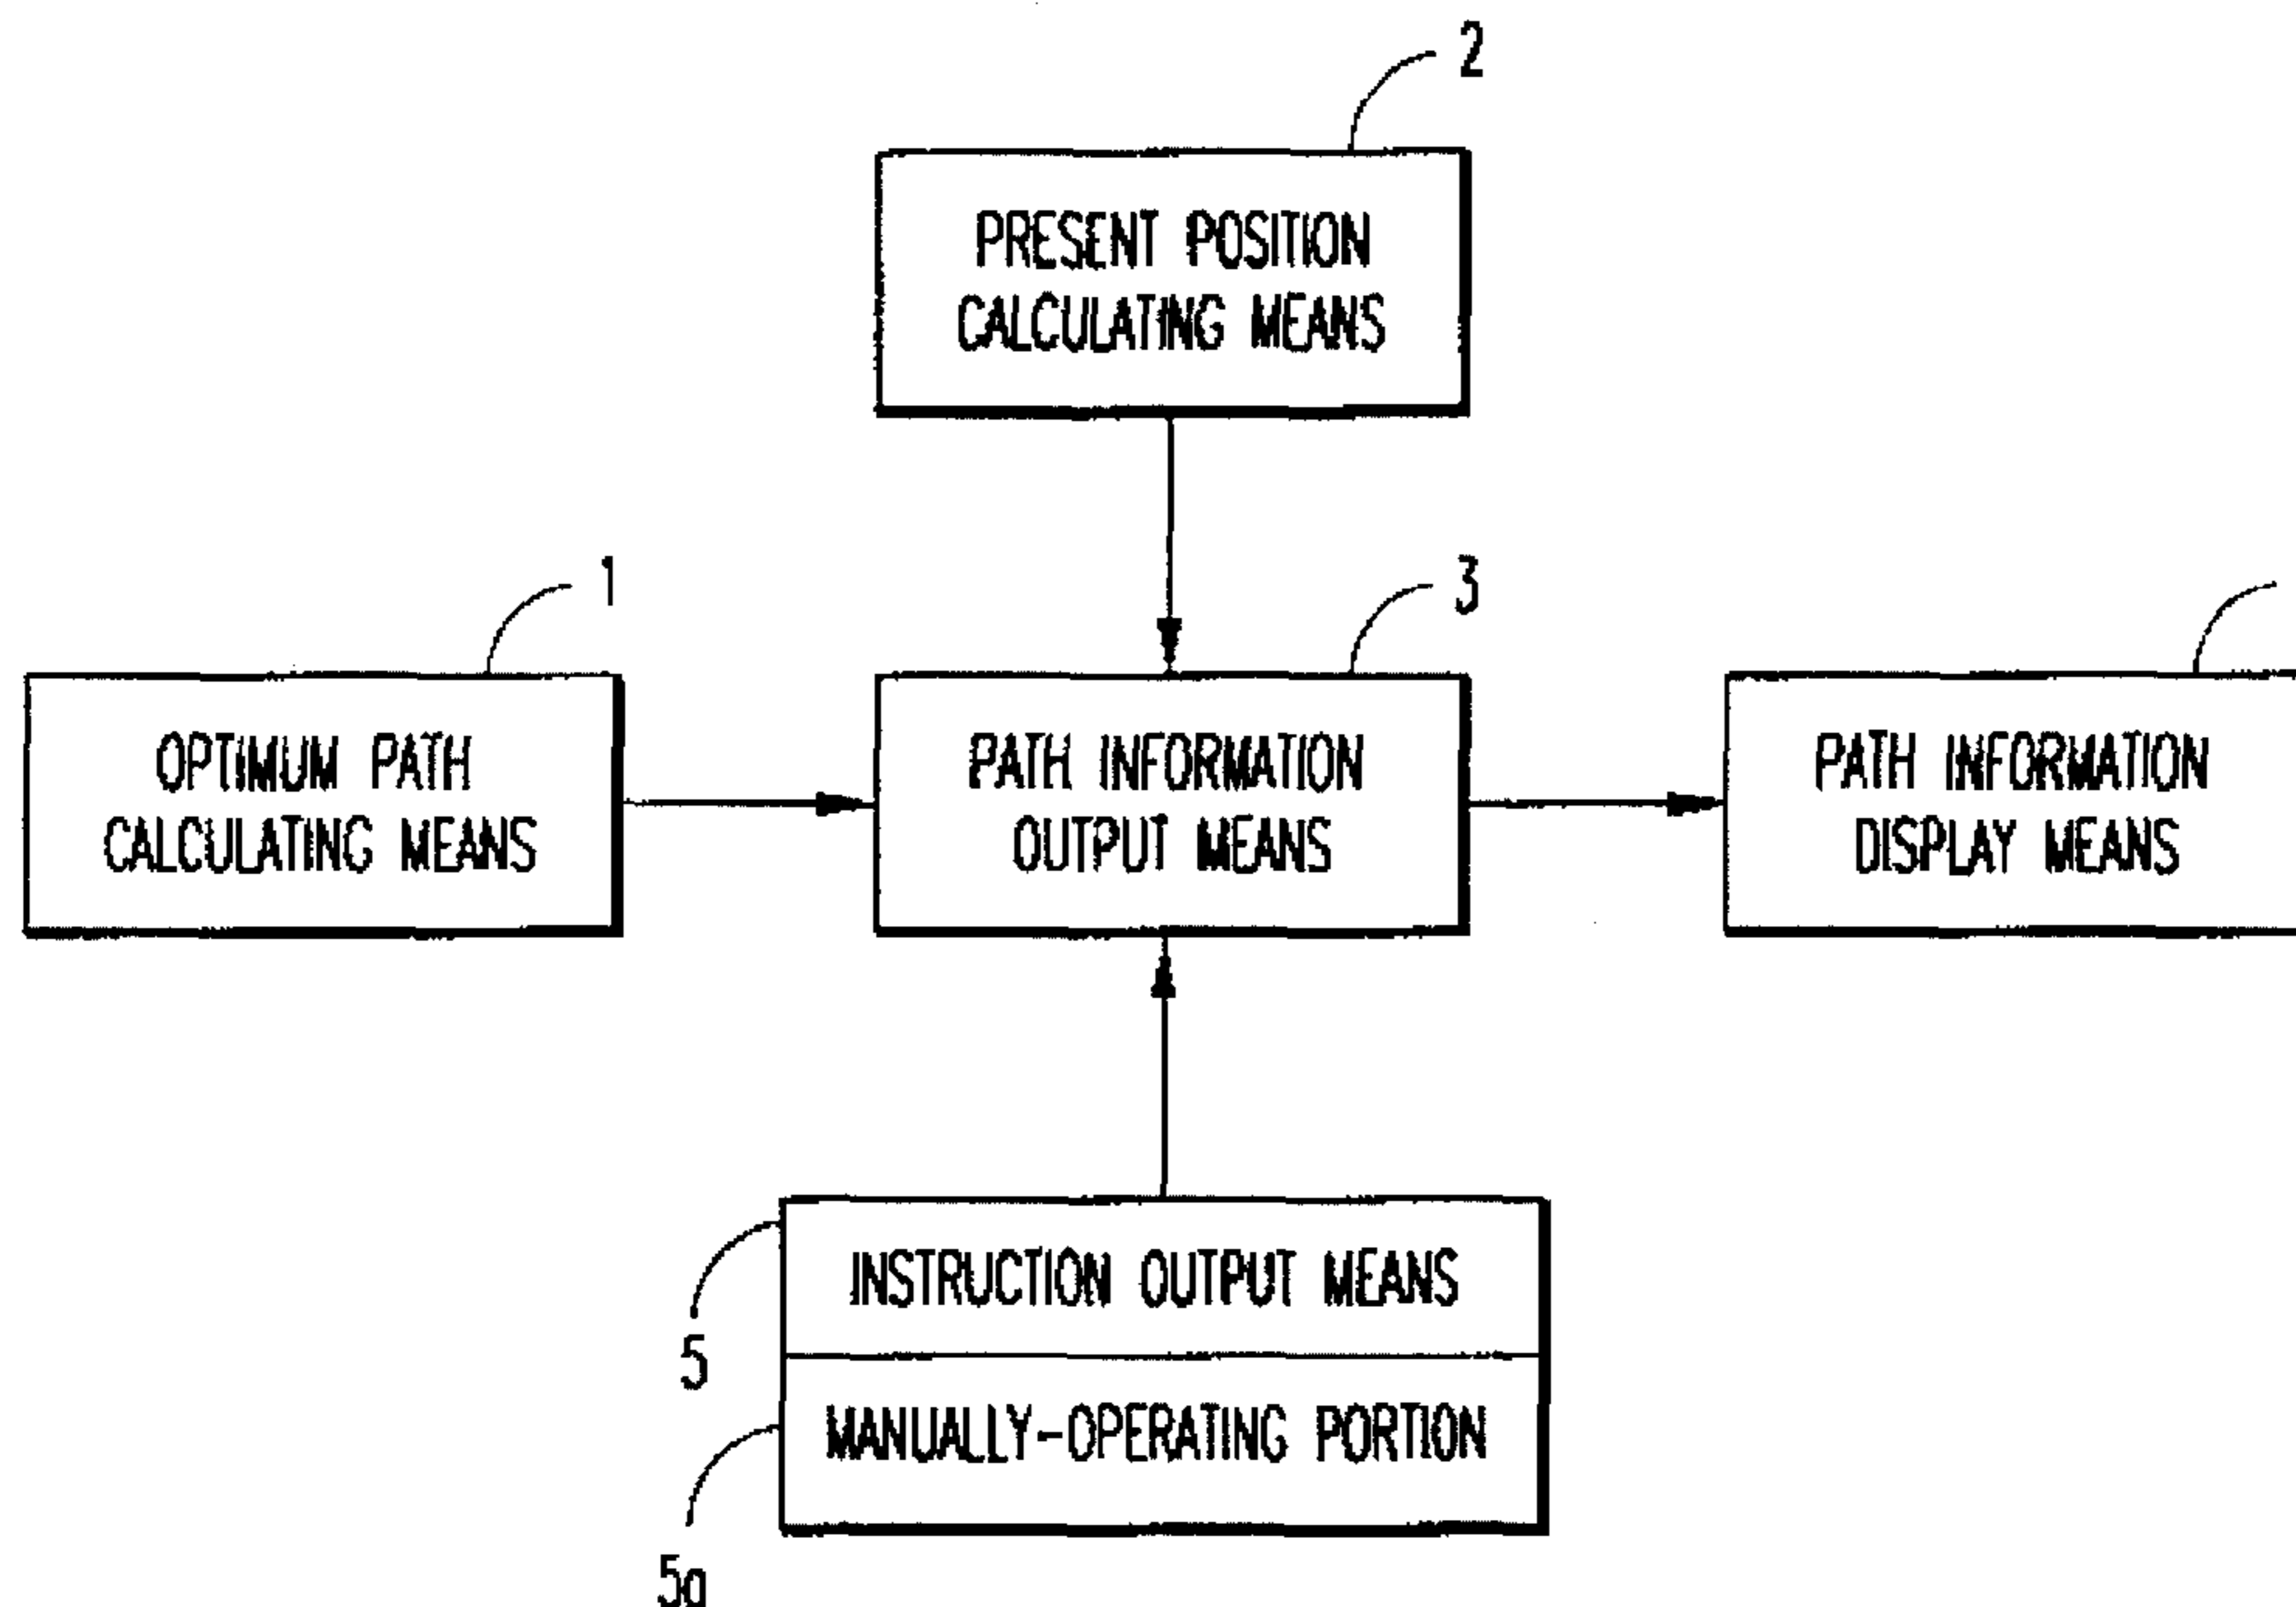 2
PRESENT POSITION
CALCULATING MEANS
1
3
OPTIMUM PATH
CALCULATING MEANS
PATH INFORMATION
OUTPUT MEANS
PATH INFORMATION
DISPLAY MEANS
5
INSTRUCTION OUTPUT MEANS
MANUALLY-OPERATING PORTION
5a